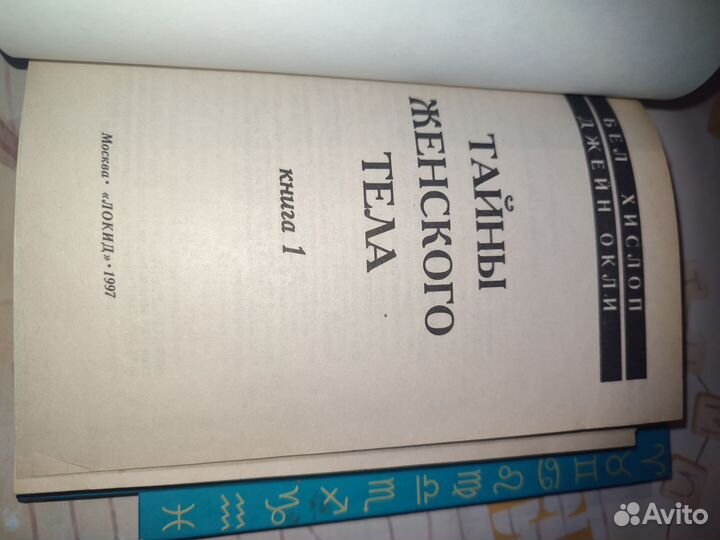 БЕЛ ХИСЛОП
ДЖЕЙН ОКЛИ
ТАЙНЫ
ЖЕНСКОГО
ТЕЛА
книга 1
Москва • «ЛОКИД» • 1997
♈ ♉ ♊ ♋ ♌ ♍ ♎ ♏ ♐ ♑ ♒ ♓
Avito